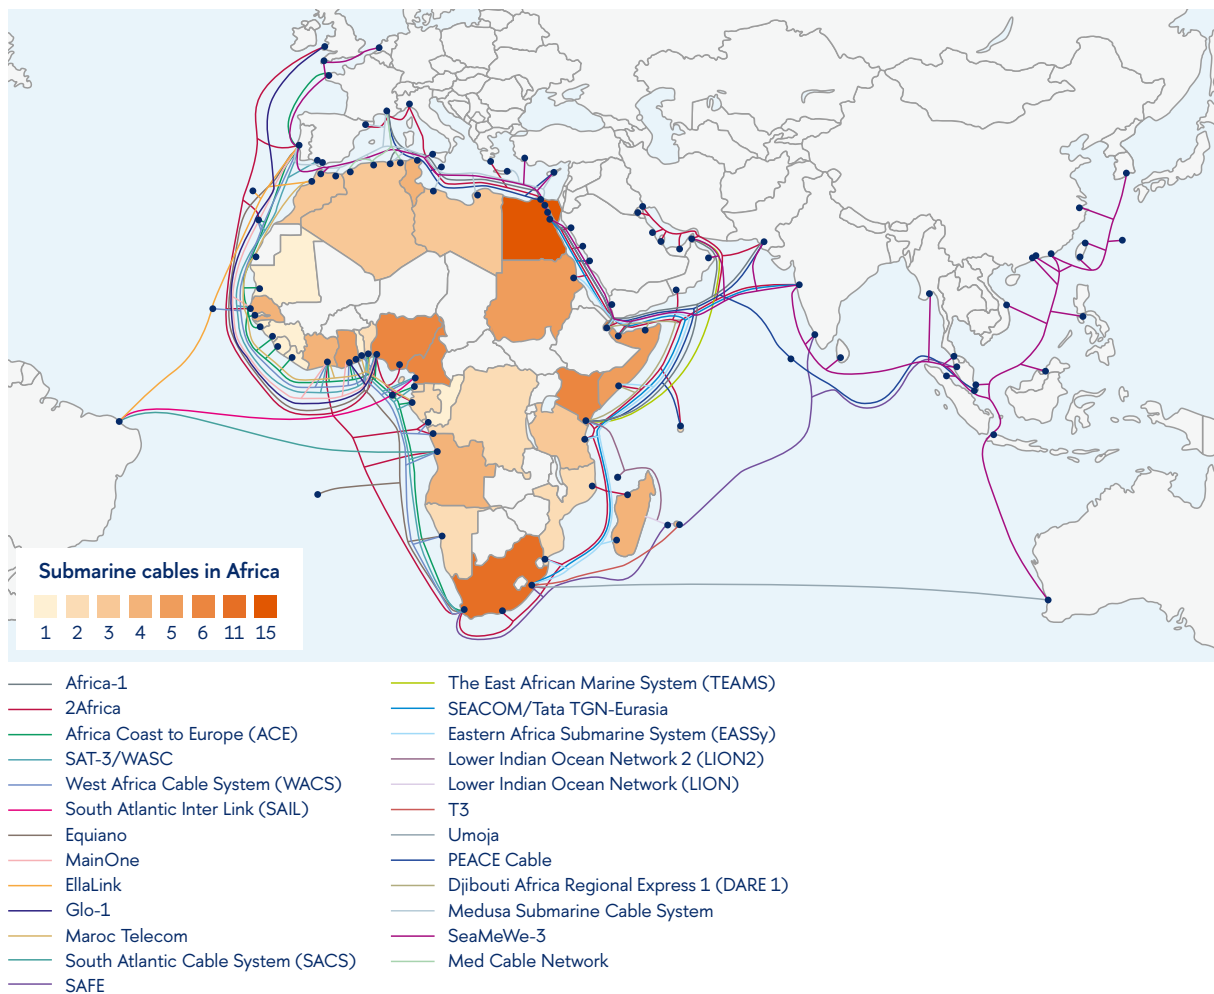 Submarine cables in Africa
1 2 3 4 5 6 11 15
Africa-1
2Africa
Africa Coast to Europe (ACE)
SAT-3/WASC
West Africa Cable System (WACS)
South Atlantic Inter Link (SAIL)
Equiano
MainOne
EllaLink
Glo-1
Maroc Telecom
South Atlantic Cable System (SACS)
SAFE
The East African Marine System (TEAMS)
SEACOM/Tata TGN-Eurasia
Eastern Africa Submarine System (EASSy)
Lower Indian Ocean Network 2 (LION2)
Lower Indian Ocean Network (LION)
T3
Umoja
PEACE Cable
Djibouti Africa Regional Express 1 (DARE 1)
Medusa Submarine Cable System
SeaMeWe-3
Med Cable Network